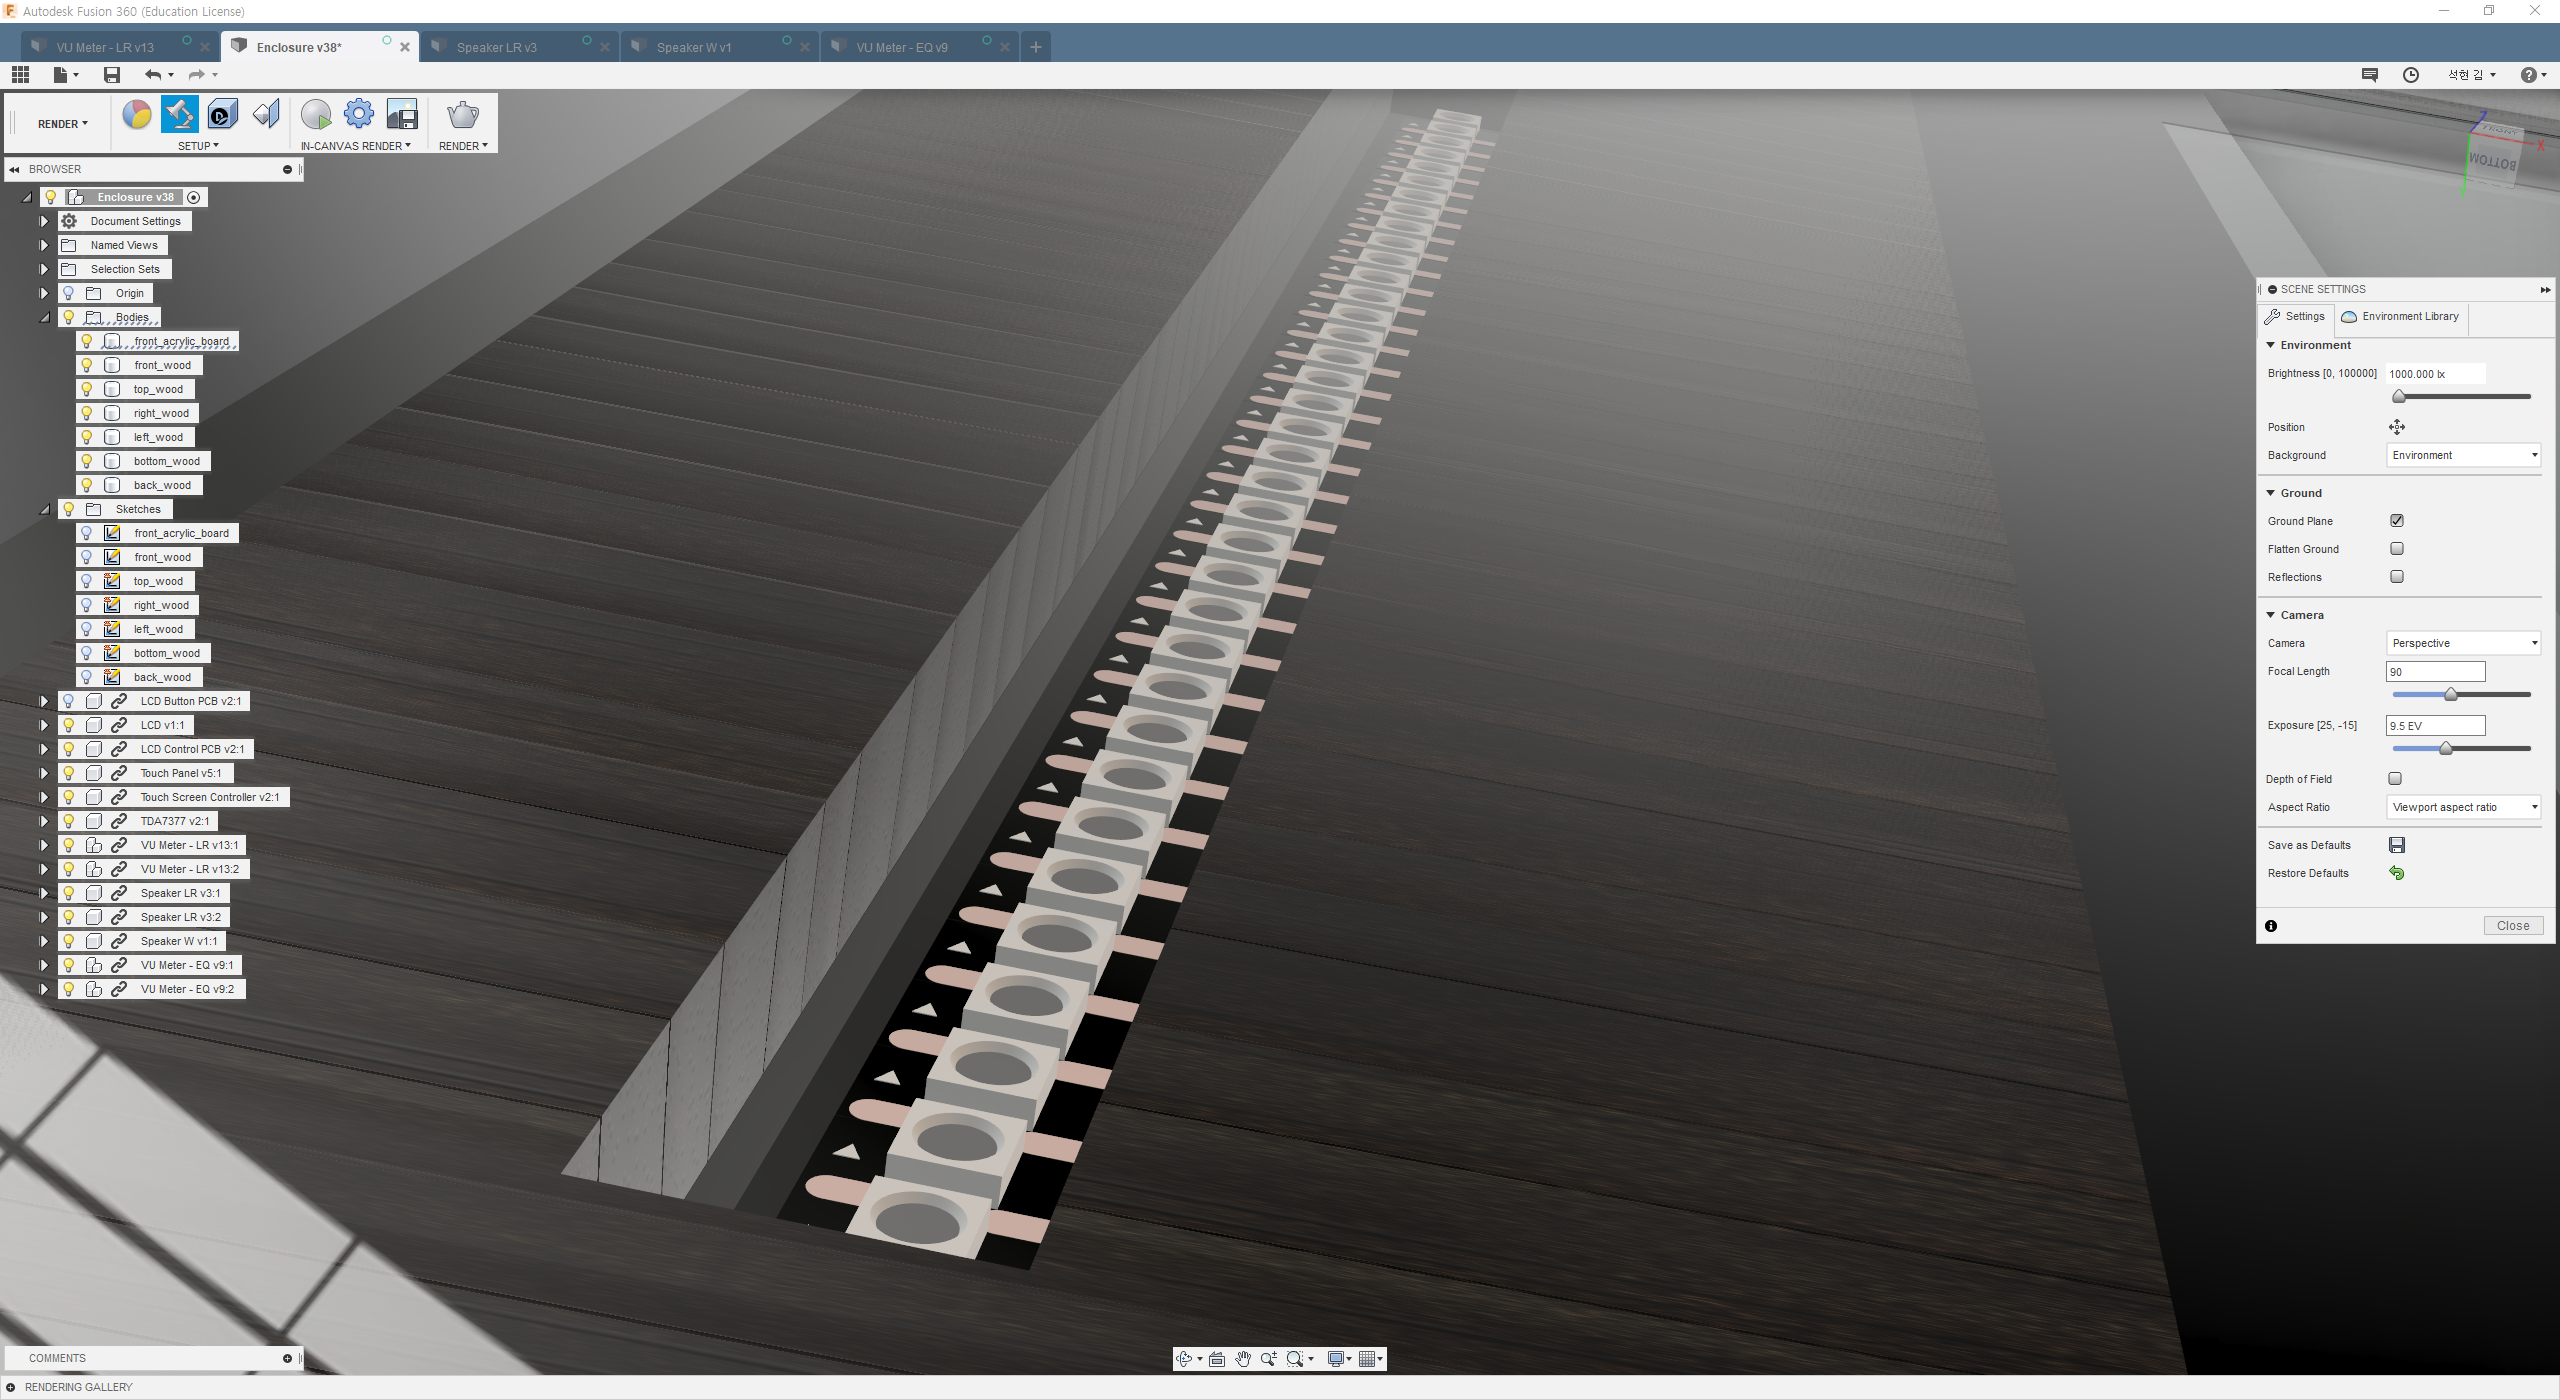 Autodesk Fusion 360 (Education License)
VU Meter - LR v13
Enclosure v38*
Speaker LR v3
Speaker W v1
VU Meter - EQ v9
석현 김
RENDER
SETUP
IN-CANVAS RENDER
RENDER
BROWSER
Enclosure v38
Document Settings
Named Views
Selection Sets
Origin
Bodies
front_acrylic_board
front_wood
top_wood
right_wood
left_wood
bottom_wood
back_wood
Sketches
front_acrylic_board
front_wood
top_wood
right_wood
left_wood
bottom_wood
back_wood
LCD Button PCB v2:1
LCD v1:1
LCD Control PCB v2:1
Touch Panel v5:1
Touch Screen Controller v2:1
TDA7377 v2:1
VU Meter - LR v13:1
VU Meter - LR v13:2
Speaker LR v3:1
Speaker LR v3:2
Speaker W v1:1
VU Meter - EQ v9:1
VU Meter - EQ v9:2
Z
FRONT
X
BOTTOM
SCENE SETTINGS
Settings
Environment Library
Environment
Brightness [0, 100000]
1000.000 lx
Position
Background
Environment
Ground
Ground Plane
Flatten Ground
Reflections
Camera
Camera
Perspective
Focal Length
90
Exposure [25, -15]
9.5 EV
Depth of Field
Aspect Ratio
Viewport aspect ratio
Save as Defaults
Restore Defaults
Close
COMMENTS
RENDERING GALLERY